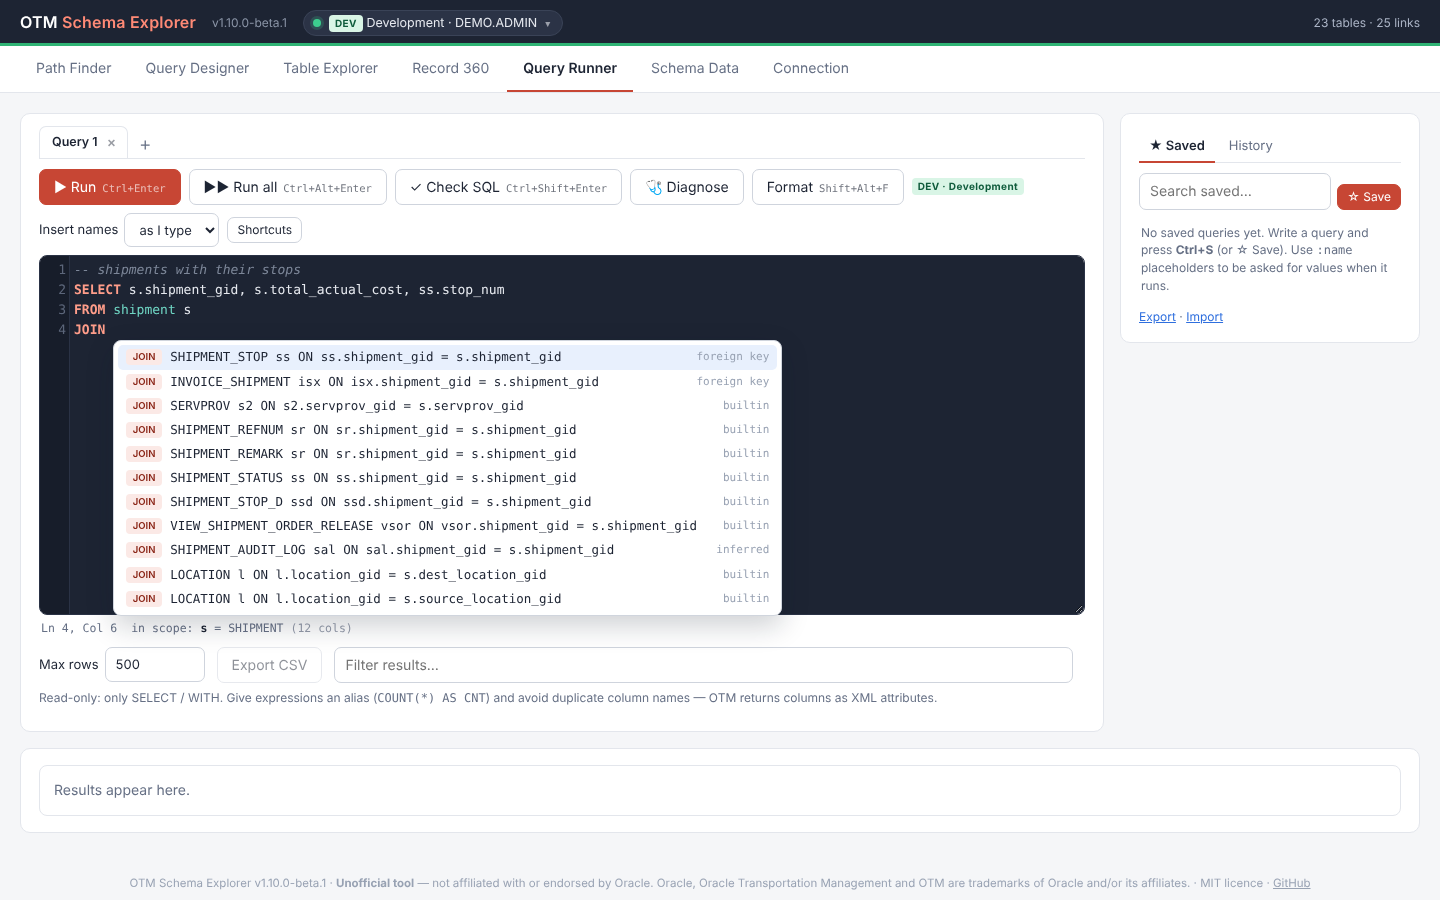 OTM Schema Explorer v1.10.0-beta.1 DEV Development · DEMO.ADMIN ▾ 23 tables · 25 links
Path Finder Query Designer Table Explorer Record 360 Query Runner Schema Data Connection
Query 1 × +
▶ Run Ctrl+Enter ▶▶ Run all Ctrl+Alt+Enter ✓ Check SQL Ctrl+Shift+Enter 🩺 Diagnose Format Shift+Alt+F DEV · Development
Insert names as I type Shortcuts
1 -- shipments with their stops
2 SELECT s.shipment_gid, s.total_actual_cost, ss.stop_num
3 FROM shipment s
4 JOIN
JOIN SHIPMENT_STOP ss ON ss.shipment_gid = s.shipment_gid foreign key
JOIN INVOICE_SHIPMENT isx ON isx.shipment_gid = s.shipment_gid foreign key
JOIN SERVPROV s2 ON s2.servprov_gid = s.servprov_gid builtin
JOIN SHIPMENT_REFNUM sr ON sr.shipment_gid = s.shipment_gid builtin
JOIN SHIPMENT_REMARK sr ON sr.shipment_gid = s.shipment_gid builtin
JOIN SHIPMENT_STATUS ss ON ss.shipment_gid = s.shipment_gid builtin
JOIN SHIPMENT_STOP_D ssd ON ssd.shipment_gid = s.shipment_gid builtin
JOIN VIEW_SHIPMENT_ORDER_RELEASE vsor ON vsor.shipment_gid = s.shipment_gid builtin
JOIN SHIPMENT_AUDIT_LOG sal ON sal.shipment_gid = s.shipment_gid inferred
JOIN LOCATION l ON l.location_gid = s.dest_location_gid builtin
JOIN LOCATION l ON l.location_gid = s.source_location_gid builtin
Ln 4, Col 6 in scope: s = SHIPMENT (12 cols)
Max rows 500 Export CSV Filter results...
Read-only: only SELECT / WITH. Give expressions an alias (COUNT(*) AS CNT) and avoid duplicate column names — OTM returns columns as XML attributes.
★ Saved History
Search saved... ☆ Save
No saved queries yet. Write a query and
press Ctrl+S (or ☆ Save). Use :name
placeholders to be asked for values when it
runs.
Export · Import
Results appear here.
OTM Schema Explorer v1.10.0-beta.1 · Unofficial tool — not affiliated with or endorsed by Oracle. Oracle, Oracle Transportation Management and OTM are trademarks of Oracle and/or its affiliates. · MIT licence · GitHub